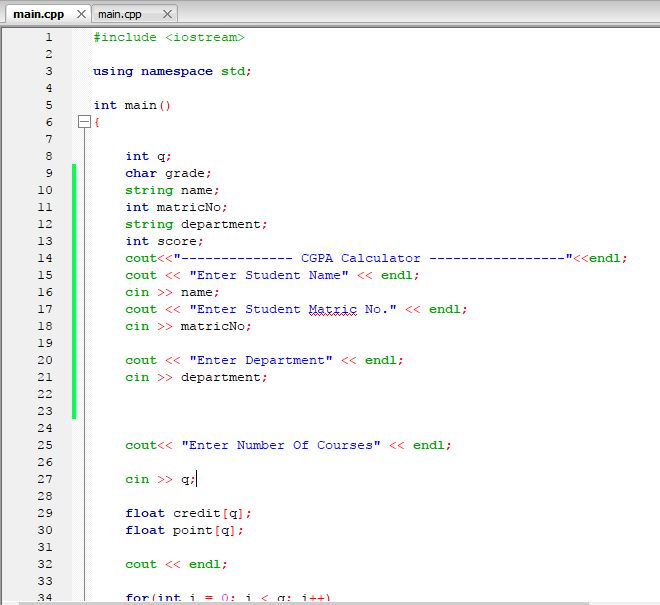 main.cpp main.cpp
1 #include <iostream>
2
3 using namespace std;
4
5 int main()
6 {
7
8 int q;
9 char grade;
10 string name;
11 int matricNo;
12 string department;
13 int score;
14 cout<<"-------------- CGPA Calculator -----------------"<<endl;
15 cout << "Enter Student Name" << endl;
16 cin >> name;
17 cout << "Enter Student Matric No." << endl;
18 cin >> matricNo;
19
20 cout << "Enter Department" << endl;
21 cin >> department;
22
23
24
25 cout<< "Enter Number Of Courses" << endl;
26
27 cin >> q;
28
29 float credit[q];
30 float point[q];
31
32 cout << endl;
33
34 for(int i = 0; i < q; i++)